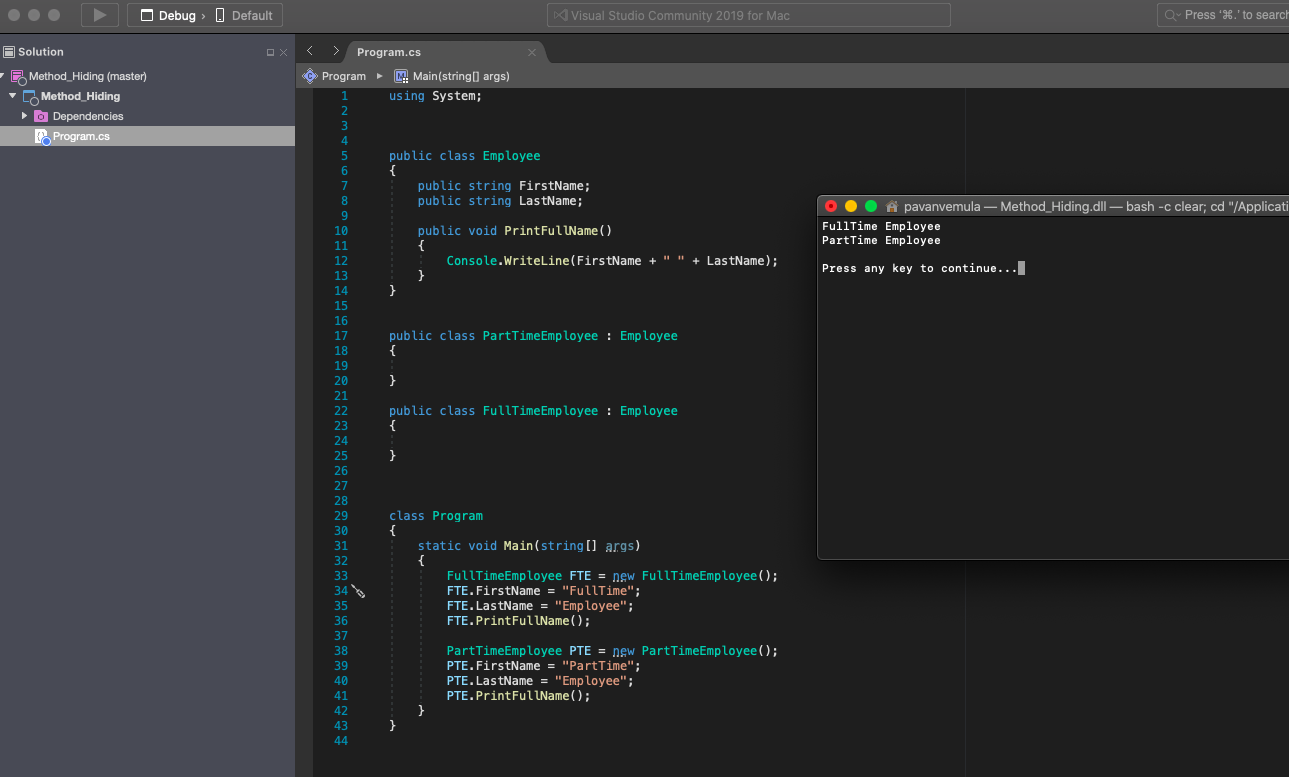 Debug › Default
Visual Studio Community 2019 for Mac
Press '⌘.' to search
Solution
Method_Hiding (master)
Method_Hiding
Dependencies
Program.cs
Program.cs
Program ▸ Main(string[] args)
1 using System;
2
3
4
5 public class Employee
6 {
7 public string FirstName;
8 public string LastName;
9
10 public void PrintFullName()
11 {
12 Console.WriteLine(FirstName + " " + LastName);
13 }
14 }
15
16
17 public class PartTimeEmployee : Employee
18 {
19
20 }
21
22 public class FullTimeEmployee : Employee
23 {
24
25 }
26
27
28
29 class Program
30 {
31 static void Main(string[] args)
32 {
33 FullTimeEmployee FTE = new FullTimeEmployee();
34 FTE.FirstName = "FullTime";
35 FTE.LastName = "Employee";
36 FTE.PrintFullName();
37
38 PartTimeEmployee PTE = new PartTimeEmployee();
39 PTE.FirstName = "PartTime";
40 PTE.LastName = "Employee";
41 PTE.PrintFullName();
42 }
43 }
44
pavanvemula — Method_Hiding.dll — bash -c clear; cd "/Applicati
FullTime Employee
PartTime Employee
Press any key to continue...